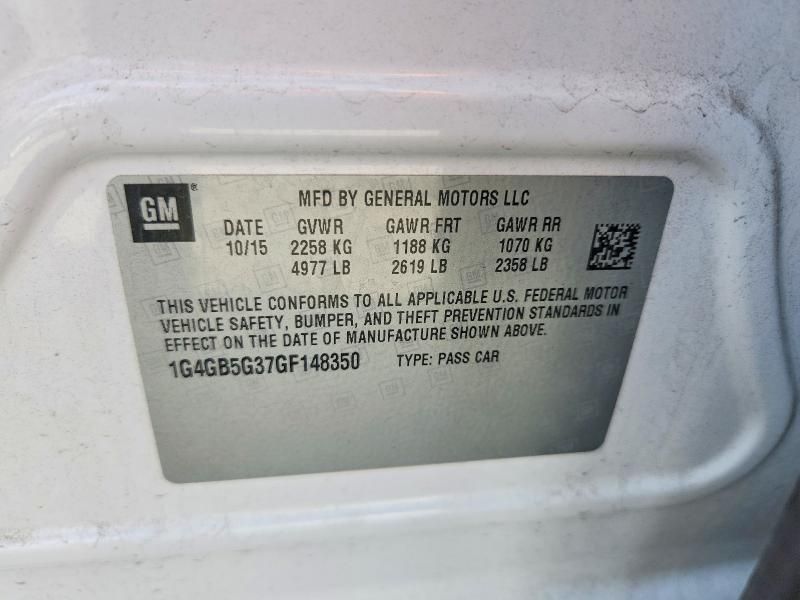 GM®
MFD BY GENERAL MOTORS LLC
DATE GVWR GAWR FRT GAWR RR
10/15 2258 KG 1188 KG 1070 KG
4977 LB 2619 LB 2358 LB
THIS VEHICLE CONFORMS TO ALL APPLICABLE U.S. FEDERAL MOTOR
VEHICLE SAFETY, BUMPER, AND THEFT PREVENTION STANDARDS IN
EFFECT ON THE DATE OF MANUFACTURE SHOWN ABOVE.
1G4GB5G37GF148350 TYPE: PASS CAR